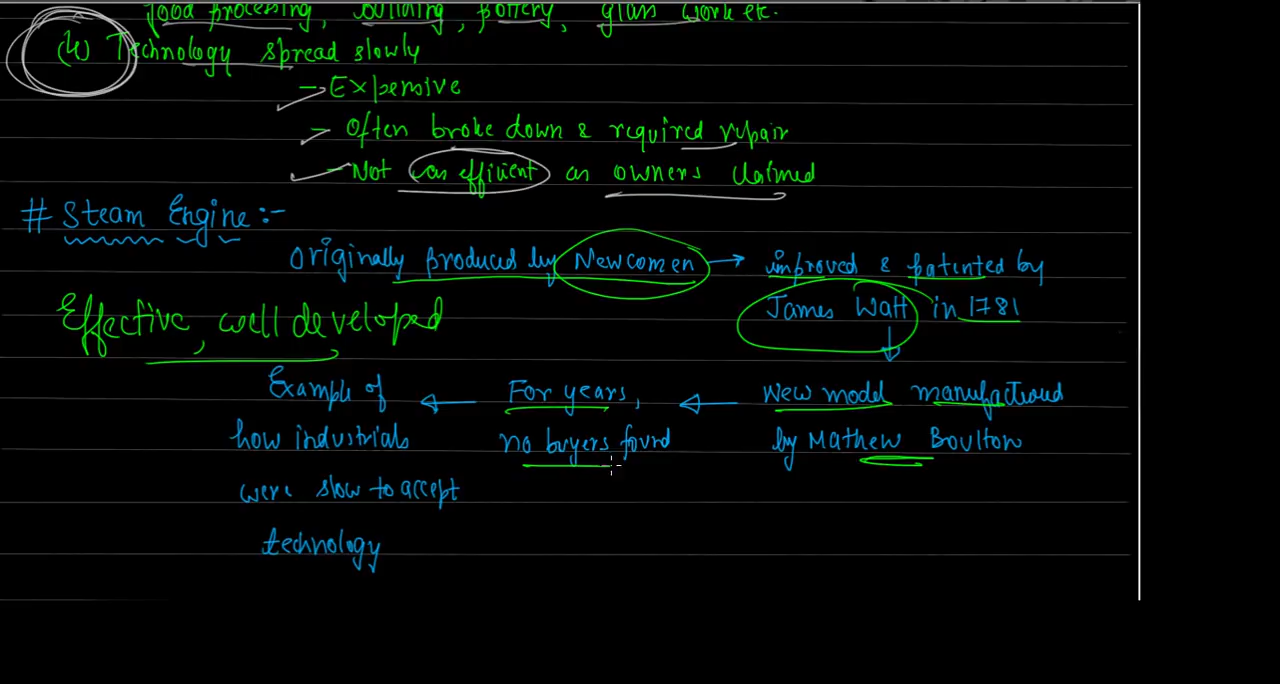 food processing, building, pottery, glass work etc.
(4) Technology spread slowly
- Expensive
- Often broke down & required repair
- Not as efficient as owners claimed
# Steam Engine :-
originally produced by Newcomen → improved & patented by
James Watt in 1781
Effective, well developed
↓
New model manufactured
by Mathew Boulton
←
For years,
no buyers found
←
Example of
how industrials
were slow to accept
technology